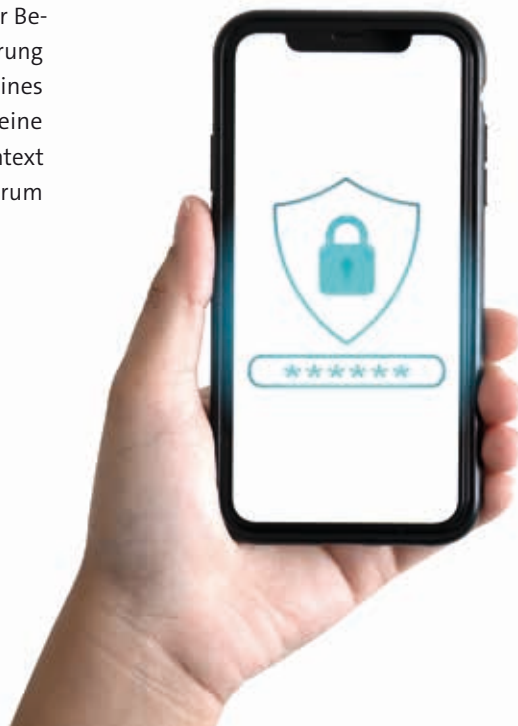 r Be-
rung
ines
eine
ntext
rum
******